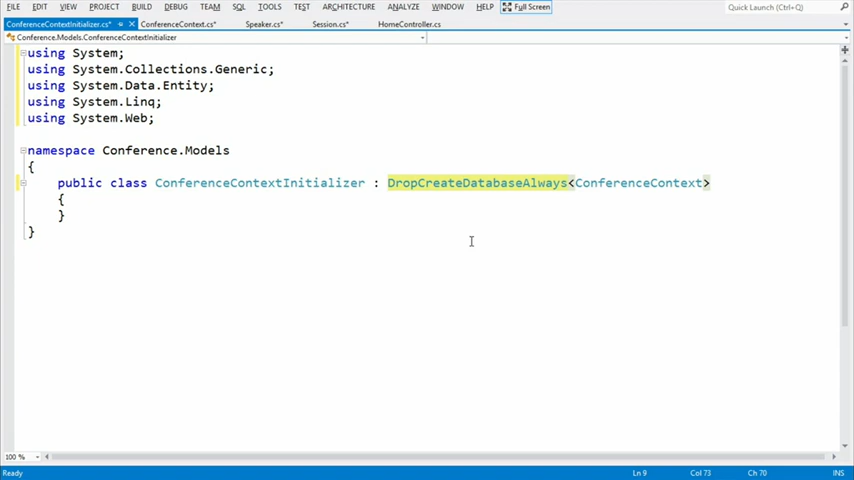 FILE EDIT VIEW PROJECT BUILD DEBUG TEAM SQL TOOLS TEST ARCHITECTURE ANALYZE WINDOW HELP Full Screen Quick Launch (Ctrl+Q)
ConferenceContextInitializer.cs* ConferenceContext.cs* Speaker.cs* Session.cs* HomeController.cs
Conference.Models.ConferenceContextInitializer
using System;
using System.Collections.Generic;
using System.Data.Entity;
using System.Linq;
using System.Web;
namespace Conference.Models
{
public class ConferenceContextInitializer : DropCreateDatabaseAlways<ConferenceContext>
{
}
}
100 %
Ready Ln 9 Col 73 Ch 70 INS